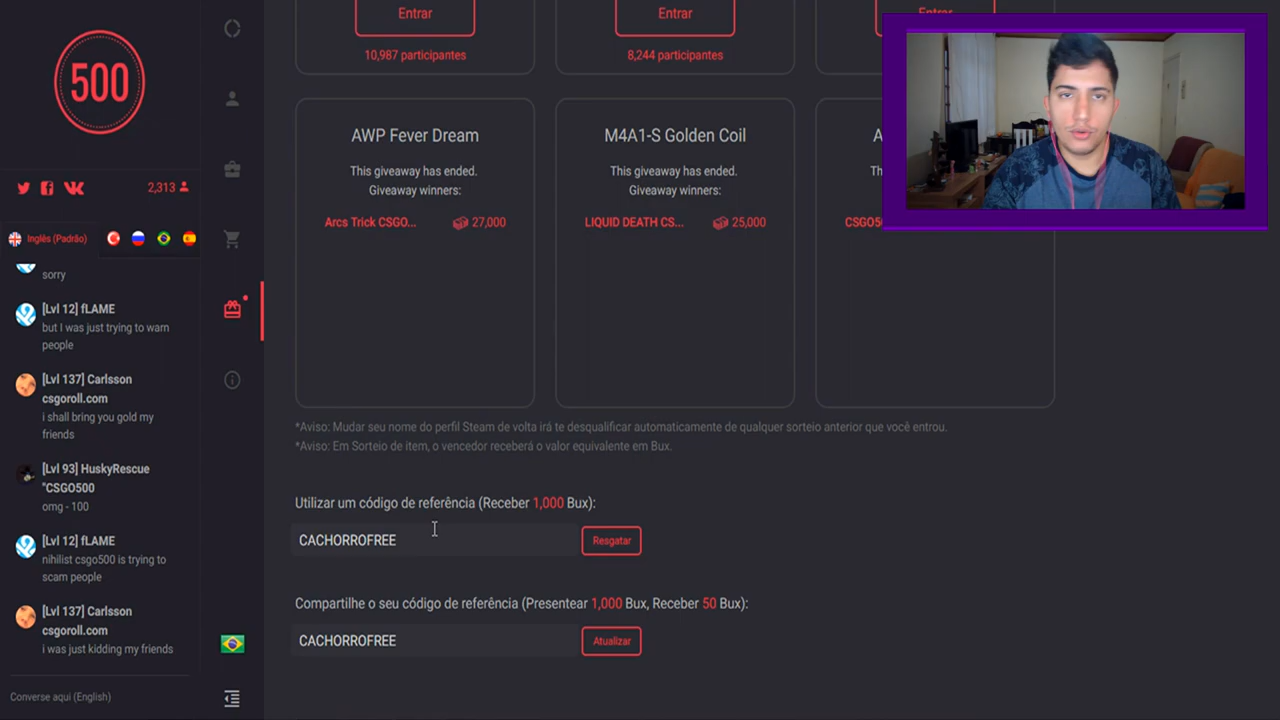 500
2,313
Inglês (Padrão)
sorry
[Lvl 12] fLAME
but I was just trying to warn
people
[Lvl 137] Carlsson
csgoroll.com
i shall bring you gold my
friends
[Lvl 93] HuskyRescue
"CSGO500
omg - 100
[Lvl 12] fLAME
nihilist csgo500 is trying to
scam people
[Lvl 137] Carlsson
csgoroll.com
i was just kidding my friends
Converse aqui (English)
Entrar
10,987 participantes
Entrar
8,244 participantes
Entrar
AWP Fever Dream
This giveaway has ended.
Giveaway winners:
Arcs Trick CSGO... 27,000
M4A1-S Golden Coil
This giveaway has ended.
Giveaway winners:
LIQUID DEATH CS... 25,000
*Aviso: Mudar seu nome do perfil Steam de volta irá te desqualificar automaticamente de qualquer sorteio anterior que você entrou.
*Aviso: Em Sorteio de item, o vencedor receberá o valor equivalente em Bux.
Utilizar um código de referência (Receber 1,000 Bux):
CACHORROFREE
Resgatar
Compartilhe o seu código de referência (Presentear 1,000 Bux, Receber 50 Bux):
CACHORROFREE
Atualizar